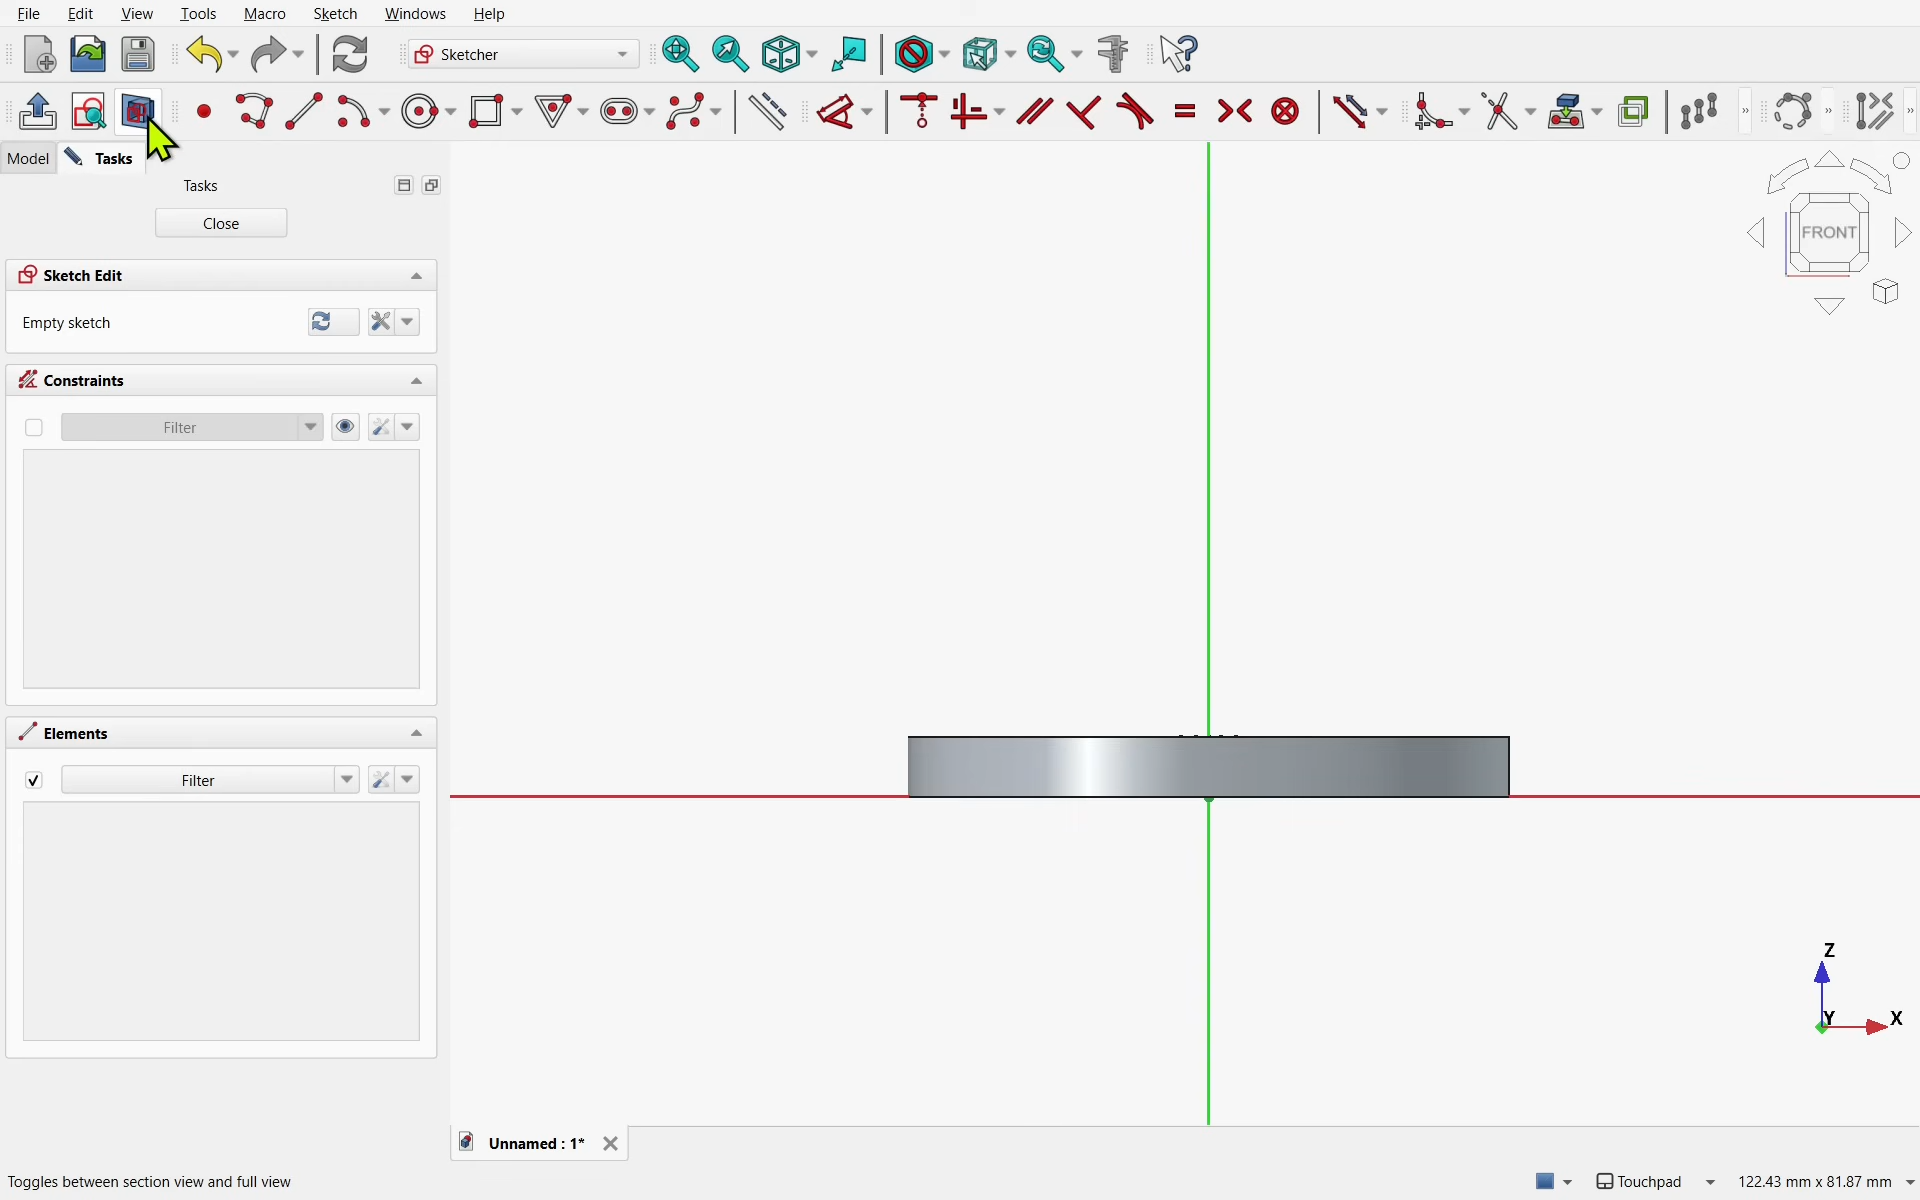 File Edit View Tools Macro Sketch Windows Help
Sketcher
Model Tasks
Tasks
Close
Sketch Edit
Empty sketch
Constraints
Filter
Elements
Filter
FRONT
Z
Y X
Unnamed : 1*
Toggles between section view and full view Touchpad 122.43 mm x 81.87 mm